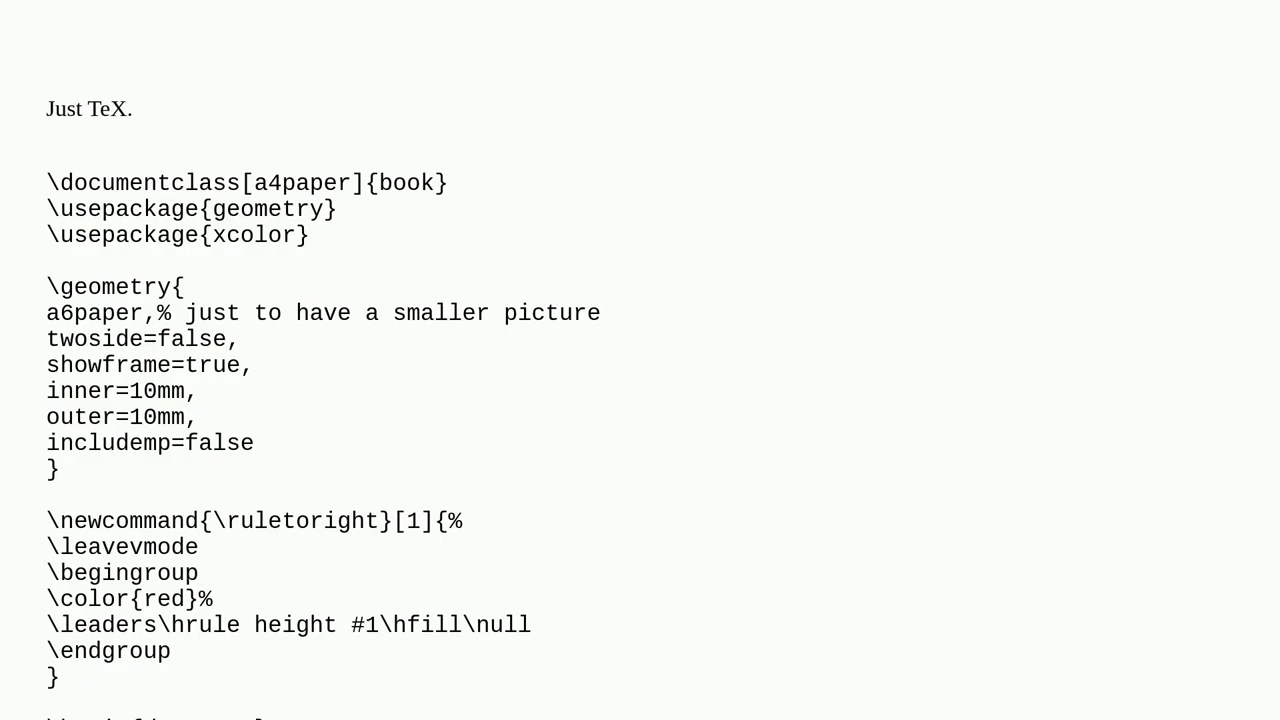 Just TeX.
\documentclass[a4paper]{book}
\usepackage{geometry}
\usepackage{xcolor}
\geometry{
a6paper,% just to have a smaller picture
twoside=false,
showframe=true,
inner=10mm,
outer=10mm,
includemp=false
}
\newcommand{\ruletoright}[1]{%
\leavevmode
\begingroup
\color{red}%
\leaders\hrule height #1\hfill\null
\endgroup
}